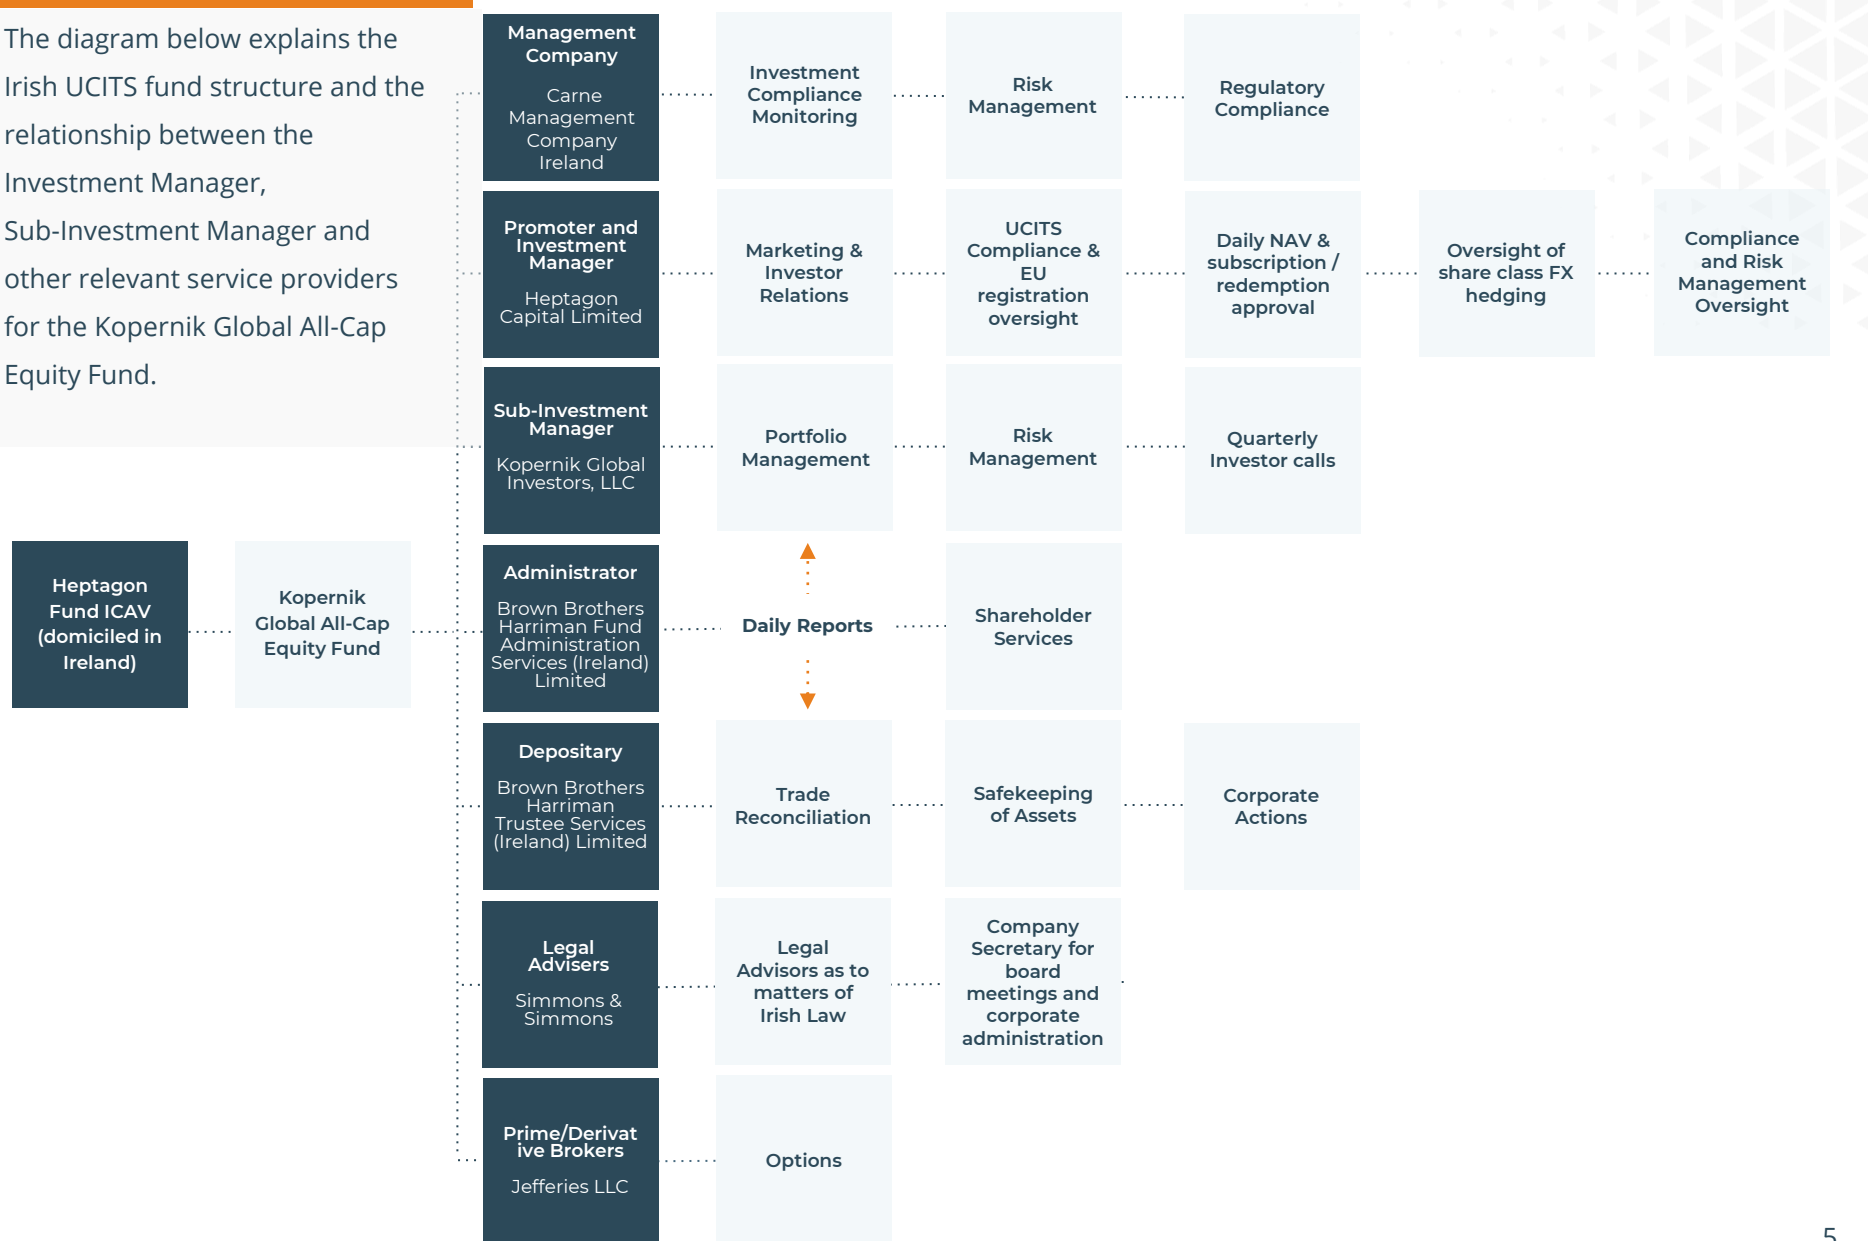 The diagram below explains the
Irish UCITS fund structure and the
relationship between the
Investment Manager,
Sub-Investment Manager and
other relevant service providers
for the Kopernik Global All-Cap
Equity Fund.
Heptagon
Fund ICAV
(domiciled in
Ireland)
Kopernik
Global All-Cap
Equity Fund
Management
Company
Carne
Management
Company
Ireland
Investment
Compliance
Monitoring
Risk
Management
Regulatory
Compliance
Promoter and
Investment
Manager
Heptagon
Capital Limited
Marketing &
Investor
Relations
UCITS
Compliance &
EU
registration
oversight
Daily NAV &
subscription /
redemption
approval
Oversight of
share class FX
hedging
Compliance
and Risk
Management
Oversight
Sub-Investment
Manager
Kopernik Global
Investors, LLC
Portfolio
Management
Risk
Management
Quarterly
Investor calls
Administrator
Brown Brothers
Harriman Fund
Administration
Services (Ireland)
Limited
Daily Reports
Shareholder
Services
Depositary
Brown Brothers
Harriman
Trustee Services
(Ireland) Limited
Trade
Reconciliation
Safekeeping
of Assets
Corporate
Actions
Legal
Advisers
Simmons &
Simmons
Legal
Advisors as to
matters of
Irish Law
Company
Secretary for
board
meetings and
corporate
administration
Prime/Derivat
ive Brokers
Jefferies LLC
Options
5